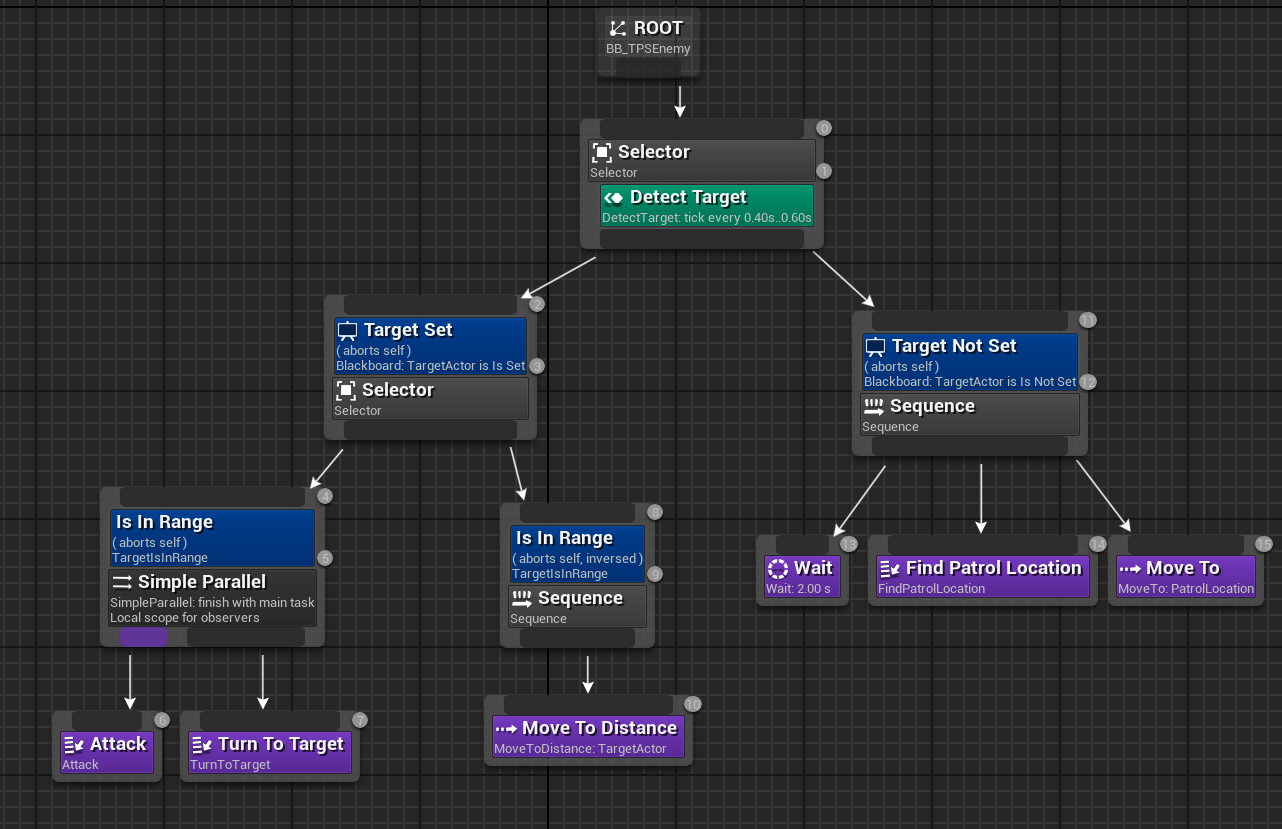 ROOT
BB_TPSEnemy
0
Selector
Selector
1
Detect Target
DetectTarget: tick every 0.40s..0.60s
2
Target Set
( aborts self )
Blackboard: TargetActor is Is Set
3
Selector
Selector
11
Target Not Set
( aborts self )
Blackboard: TargetActor is Is Not Set
12
Sequence
Sequence
4
Is In Range
( aborts self )
TargetIsInRange
5
Simple Parallel
SimpleParallel: finish with main task
Local scope for observers
8
Is In Range
( aborts self, inversed )
TargetIsInRange
9
Sequence
Sequence
13
Wait
Wait: 2.00 s
14
Find Patrol Location
FindPatrolLocation
15
Move To
MoveTo: PatrolLocation
6
Attack
Attack
7
Turn To Target
TurnToTarget
10
Move To Distance
MoveToDistance: TargetActor